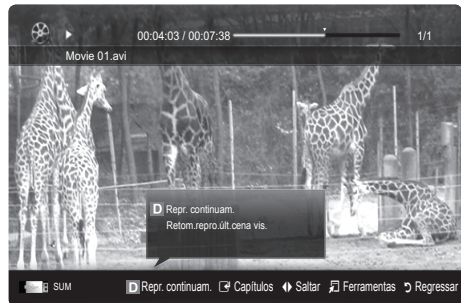 00:04:03 / 00:07:38 1/1
Movie 01.avi
D Repr. continuam.
Retom.repro.últ.cena vis.
SUM D Repr. continuam. Capítulos Saltar Ferramentas Regressar